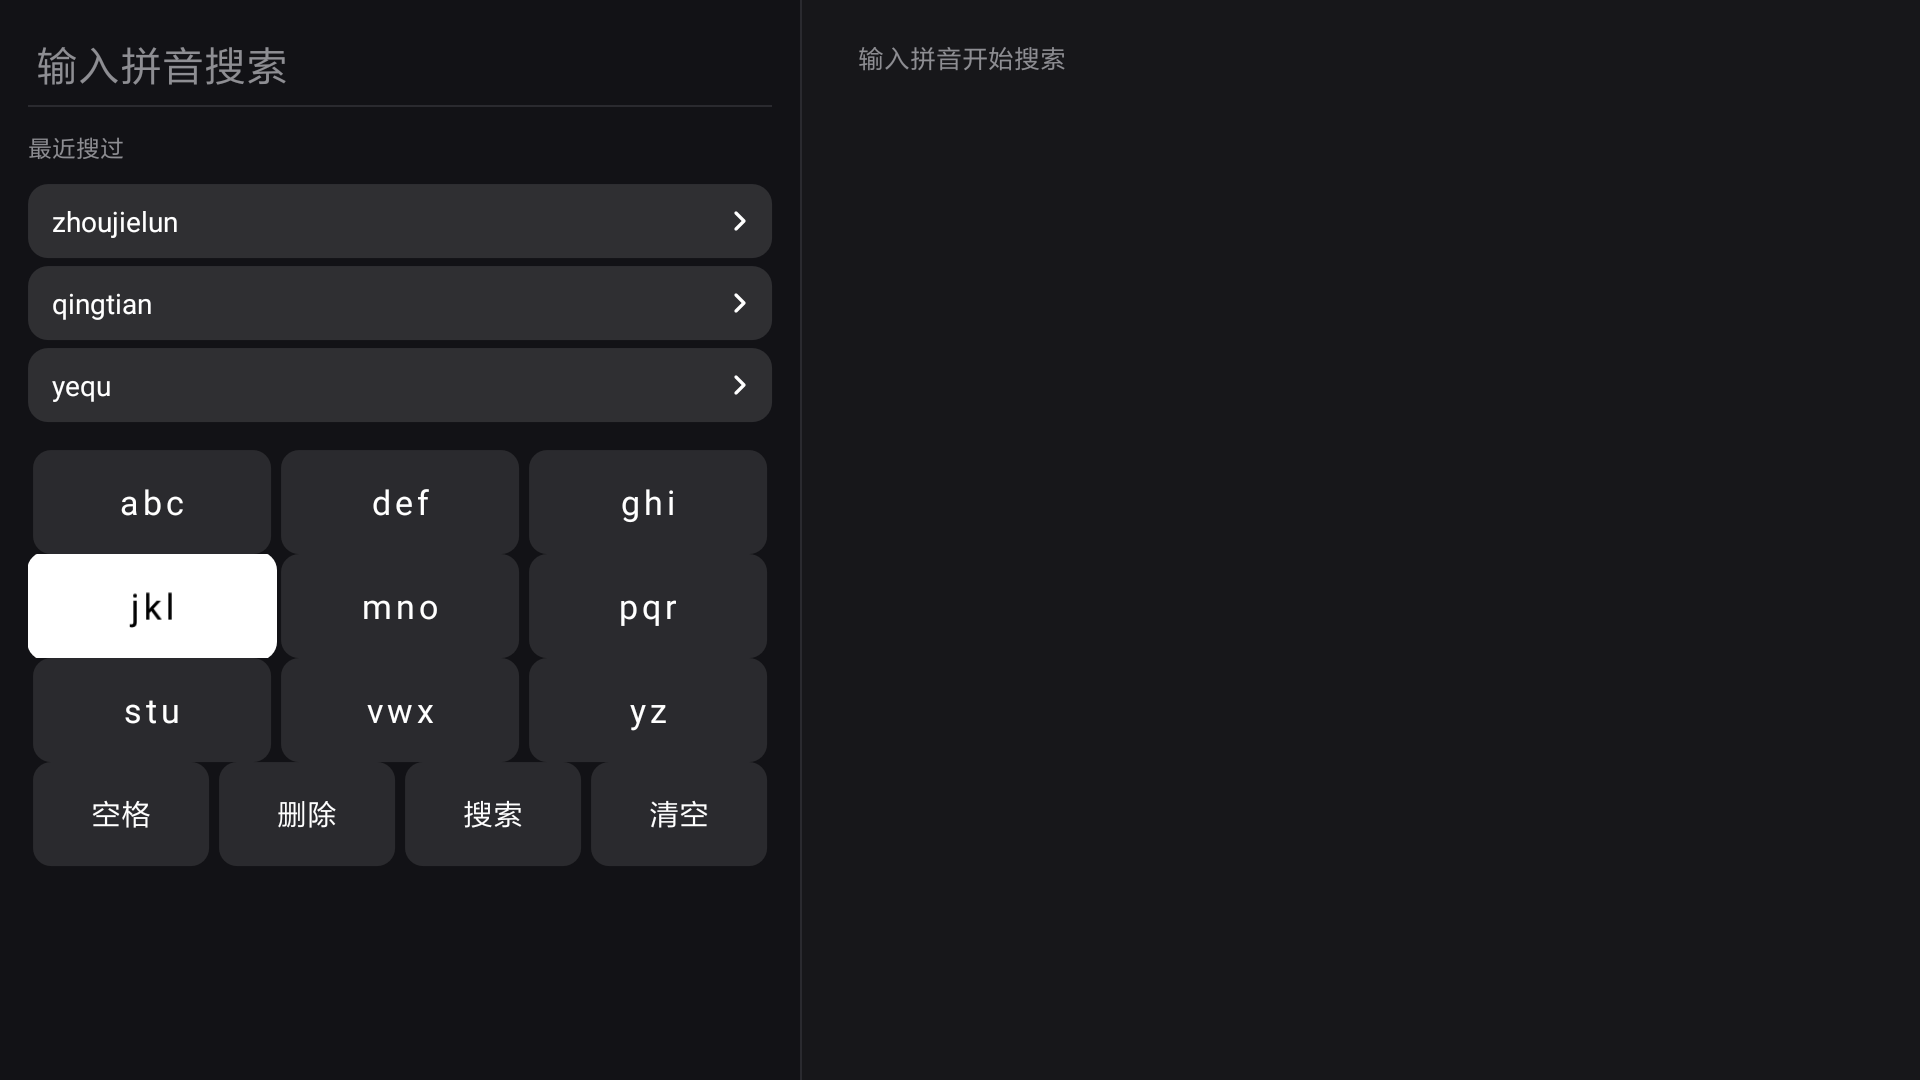 输入拼音搜索
最近搜过
zhoujielun
qingtian
yequ
abc
def
ghi
jkl
mno
pqr
stu
vwx
yz
空格
删除
搜索
清空
输入拼音开始搜索